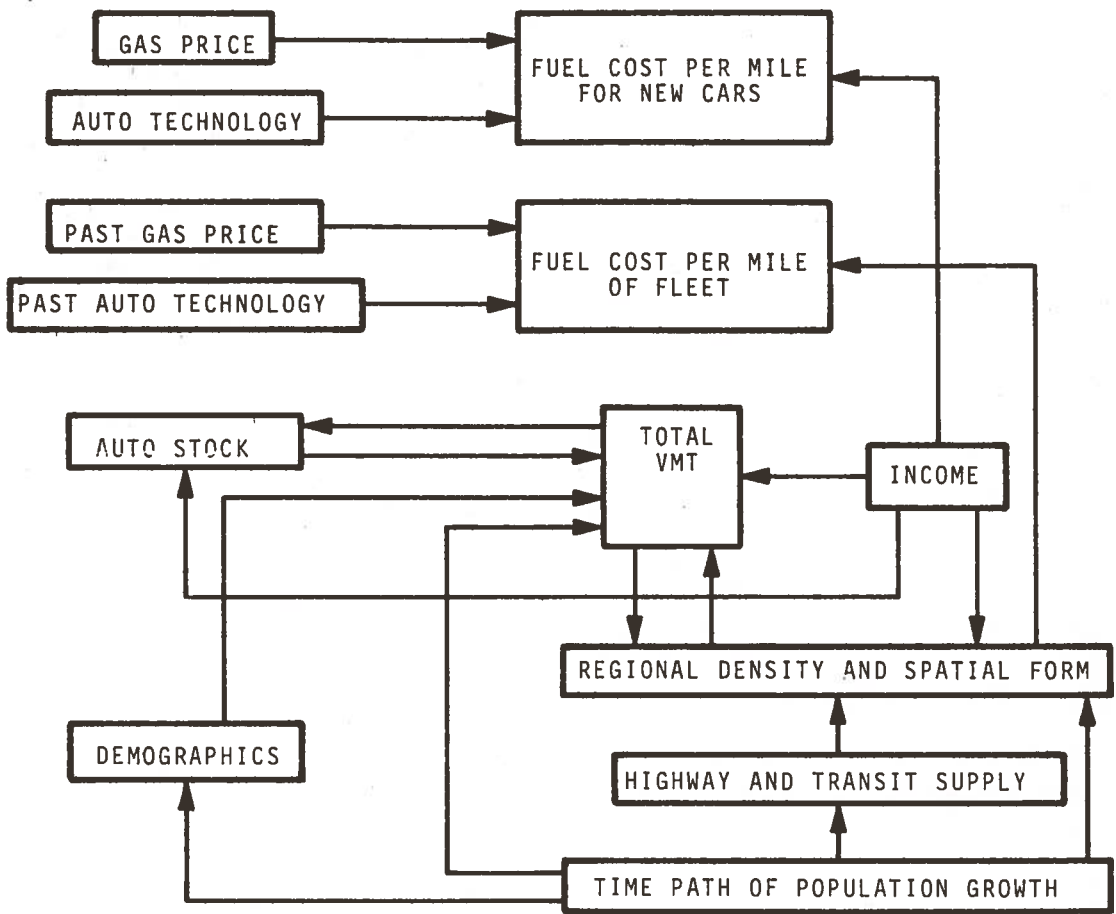 GAS PRICE
FUEL COST PER MILE
FOR NEW CARS
AUTO TECHNOLOGY
PAST GAS PRICE
FUEL COST PER MILE
OF FLEET
PAST AUTO TECHNOLOGY
AUTO STOCK
TOTAL
VMT
INCOME
REGIONAL DENSITY AND SPATIAL FORM
DEMOGRAPHICS
HIGHWAY AND TRANSIT SUPPLY
TIME PATH OF POPULATION GROWTH